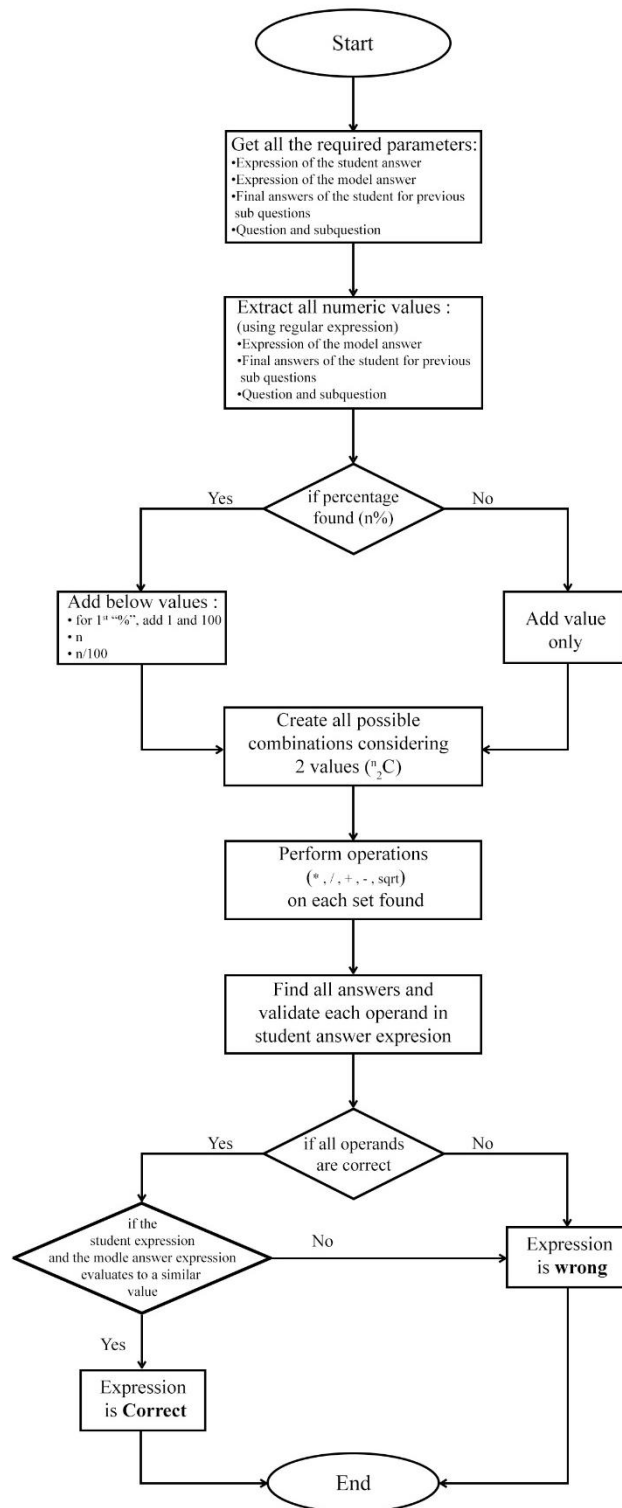 Start
Get all the required parameters:
•Expression of the student answer
•Expression of the model answer
•Final answers of the student for previous
sub questions
•Question and subquestion
Extract all numeric values :
(using regular expression)
•Expression of the model answer
•Final answers of the student for previous
sub questions
•Question and subquestion
if percentage
found (n%)
Yes
No
Add below values :
• for 1st “%”, add 1 and 100
• n
• n/100
Add value
only
Create all possible
combinations considering
2 values (ⁿ₂C)
Perform operations
(* , / , + , - , sqrt)
on each set found
Find all answers and
validate each operand in
student answer expresion
if all operands
are correct
Yes
No
if the
student expression
and the modle answer expression
evaluates to a similar
value
No
Expression
is wrong
Yes
Expression
is Correct
End